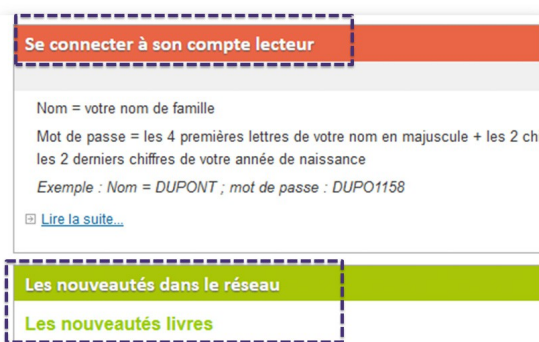 Se connecter à son compte lecteur
Nom = votre nom de famille
Mot de passe = les 4 premières lettres de votre nom en majuscule + les 2
les 2 derniers chiffres de votre année de naissance
Exemple : Nom = DUPONT ; mot de passe : DUPO1158
Lire la suite...
Les nouveautés dans le réseau
Les nouveautés livres